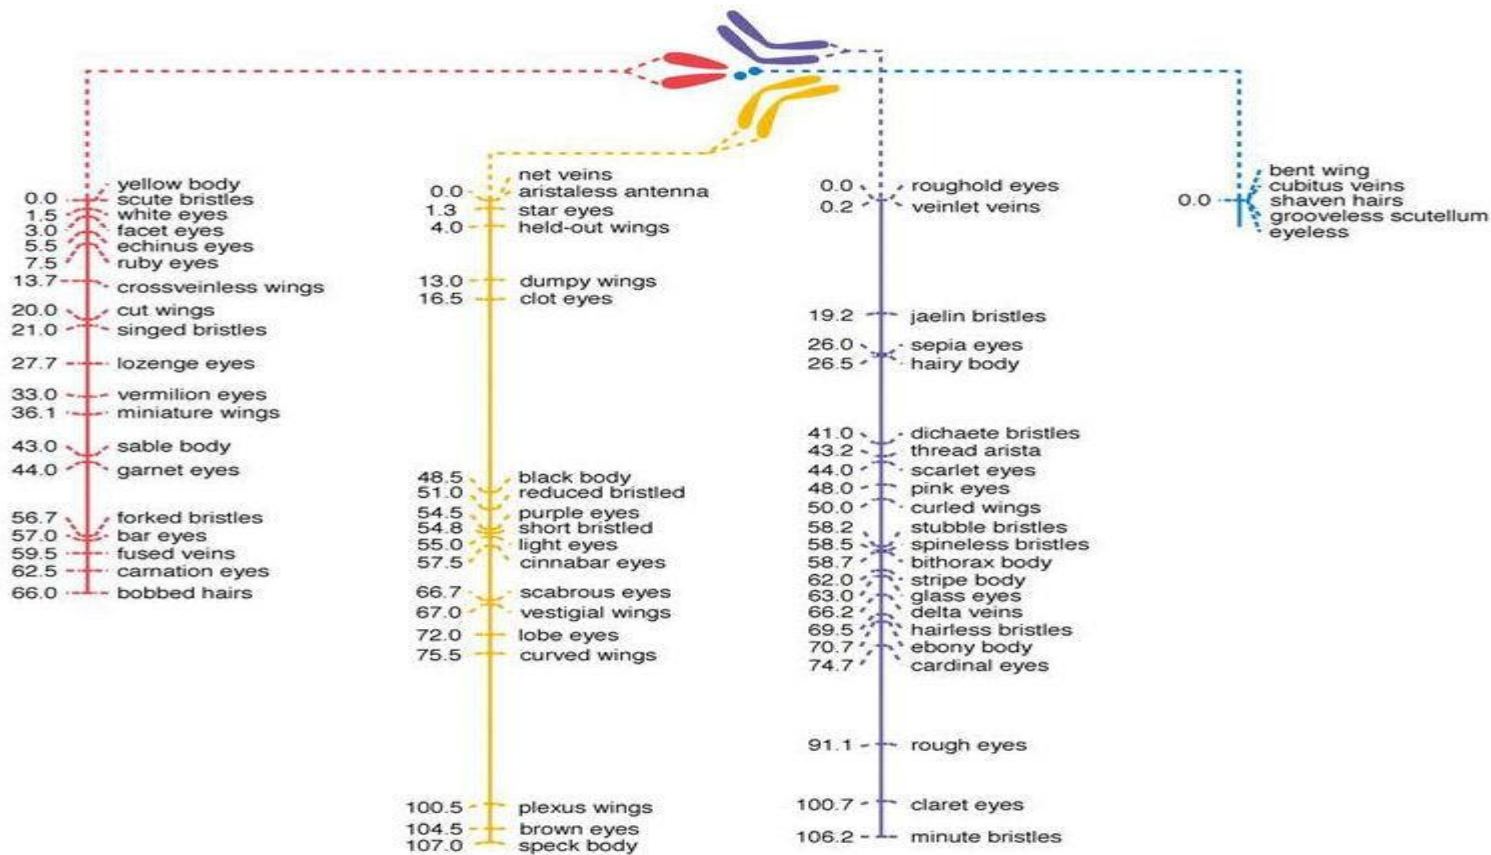 0.0
1.5
3.0
5.5
7.5
13.7
20.0
21.0
27.7
33.0
36.1
43.0
44.0
56.7
57.0
59.5
62.5
66.0
yellow body
scute bristles
white eyes
facet eyes
echinus eyes
ruby eyes
crossveinless wings
cut wings
singed bristles
lozenge eyes
vermilion eyes
miniature wings
sable body
garnet eyes
forked bristles
bar eyes
fused veins
carnation eyes
bobbed hairs
0.0
1.3
4.0
13.0
16.5
48.5
51.0
54.5
54.8
55.0
57.5
66.7
67.0
72.0
75.5
100.5
104.5
107.0
net veins
aristaless antenna
star eyes
held-out wings
dumpy wings
clot eyes
black body
reduced bristled
purple eyes
short bristled
light eyes
cinnabar eyes
scabrous eyes
vestigial wings
lobe eyes
curved wings
plexus wings
brown eyes
speck body
0.0
0.2
19.2
26.0
26.5
41.0
43.2
44.0
48.0
50.0
58.2
58.5
58.7
62.0
63.0
66.2
69.5
70.7
74.7
91.1
100.7
106.2
roughold eyes
veinlet veins
jaelin bristles
sepia eyes
hairy body
dichaete bristles
thread arista
scarlet eyes
pink eyes
curled wings
stubble bristles
spineless bristles
bithorax body
stripe body
glass eyes
delta veins
hairless bristles
ebony body
cardinal eyes
rough eyes
claret eyes
minute bristles
0.0
bent wing
cubitus veins
shaven hairs
grooveless scutellum
eyeless